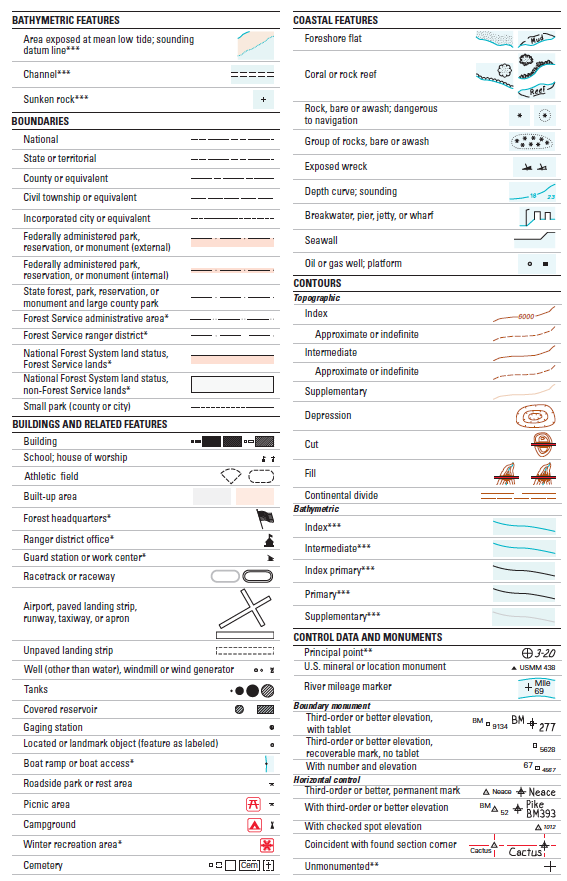 BATHYMETRIC FEATURES
Area exposed at mean low tide; sounding
datum line***
Channel***
Sunken rock***
BOUNDARIES
National
State or territorial
County or equivalent
Civil township or equivalent
Incorporated city or equivalent
Federally administered park,
reservation, or monument (external)
Federally administered park,
reservation, or monument (internal)
State forest, park, reservation, or
monument and large county park
Forest Service administrative area*
Forest Service ranger district*
National Forest System land status,
Forest Service lands*
National Forest System land status,
non-Forest Service lands*
Small park (county or city)
BUILDINGS AND RELATED FEATURES
Building
School; house of worship
Athletic field
Built-up area
Forest headquarters*
Ranger district office*
Guard station or work center*
Racetrack or raceway
Airport, paved landing strip,
runway, taxiway, or apron
Unpaved landing strip
Well (other than water), windmill or wind generator
Tanks
Covered reservoir
Gaging station
Located or landmark object (feature as labeled)
Boat ramp or boat access*
Roadside park or rest area
Picnic area
Campground
Winter recreation area*
Cemetery Cem
COASTAL FEATURES
Foreshore flat Mud
Coral or rock reef Reef
Rock, bare or awash; dangerous
to navigation
Group of rocks, bare or awash
Exposed wreck
Depth curve; sounding 18 23
Breakwater, pier, jetty, or wharf
Seawall
Oil or gas well; platform
CONTOURS
Topographic
Index 6000
Approximate or indefinite
Intermediate
Approximate or indefinite
Supplementary
Depression
Cut
Fill
Continental divide
Bathymetric
Index***
Intermediate***
Index primary***
Primary***
Supplementary***
CONTROL DATA AND MONUMENTS
Principal point** 3-20
U.S. mineral or location monument USMM 438
River mileage marker Mile
69
Boundary monument
Third-order or better elevation,
with tablet BM 9134 BM 277
Third-order or better elevation,
recoverable mark, no tablet 5628
With number and elevation 67 4567
Horizontal control
Third-order or better, permanent mark Neace Neace
With third-order or better elevation BM 52 Pike
BM393
With checked spot elevation 1012
Coincident with found section corner Cactus Cactus
Unmonumented**